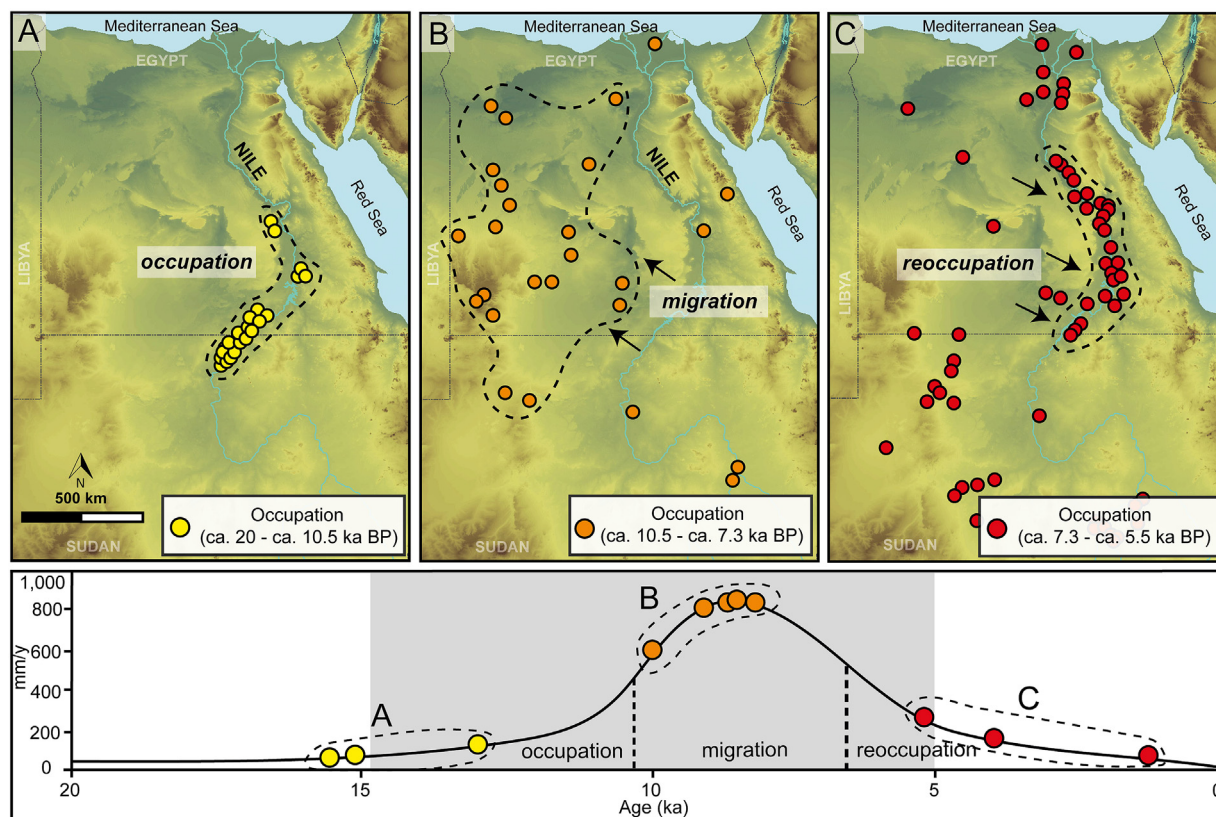 A
Mediterranean Sea
EGYPT
NILE
Red Sea
occupation
LIBYA
N
500 km
SUDAN
Occupation
(ca. 20 - ca. 10.5 ka BP)
B
Mediterranean Sea
EGYPT
NILE
Red Sea
migration
LIBYA
SUDAN
Occupation
(ca. 10.5 - ca. 7.3 ka BP)
C
Mediterranean Sea
EGYPT
Red Sea
reoccupation
LIBYA
SUDAN
Occupation
(ca. 7.3 - ca. 5.5 ka BP)
1,000
800
600
400
200
0
mm/y
A
B
C
occupation
migration
reoccupation
20
15
10
5
0
Age (ka)